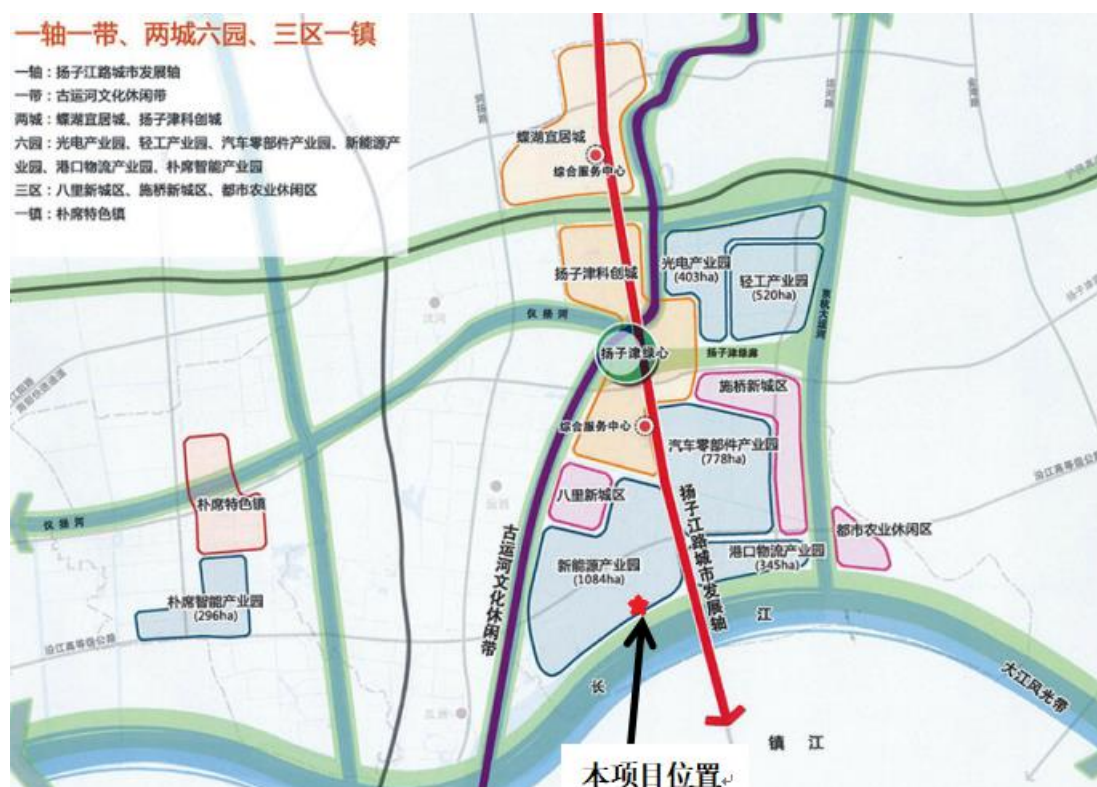 一轴一带、两城六园、三区一镇
一轴：扬子江路城市发展轴
一带：古运河文化休闲带
两城：蝶湖宜居城、扬子津科创城
六园：光电产业园、轻工产业园、汽车零部件产业园、新能源产
业园、港口物流产业园、朴席智能产业园
三区：八里新城区、施桥新城区、都市农业休闲区
一镇：朴席特色镇
蝶湖宜居城
综合服务中心
扬子津科创城
光电产业园
(403ha)
轻工产业园
(520ha)
京杭大运河
仪扬河
扬子津绿心
扬子津绿廊
施桥新城区
综合服务中心
汽车零部件产业园
(778ha)
沿江高等级公路
朴席特色镇
八里新城区
仪扬河
扬子江路城市发展轴
都市农业休闲区
古运河文化休闲带
新能源产业园
(1084ha)
港口物流产业园
(345ha)
朴席智能产业园
(296ha)
沿江高等级公路
江
长
大江风光带
镇江
本项目位置